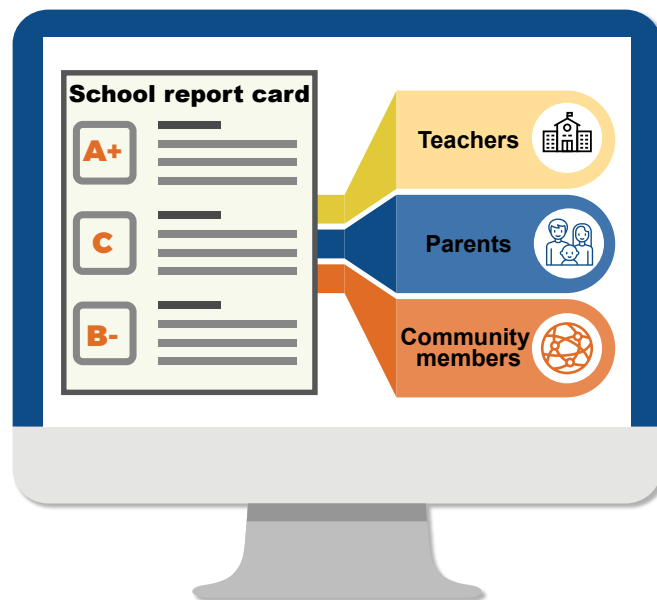 School report card
A+
C
B-
Teachers
Parents
Community
members